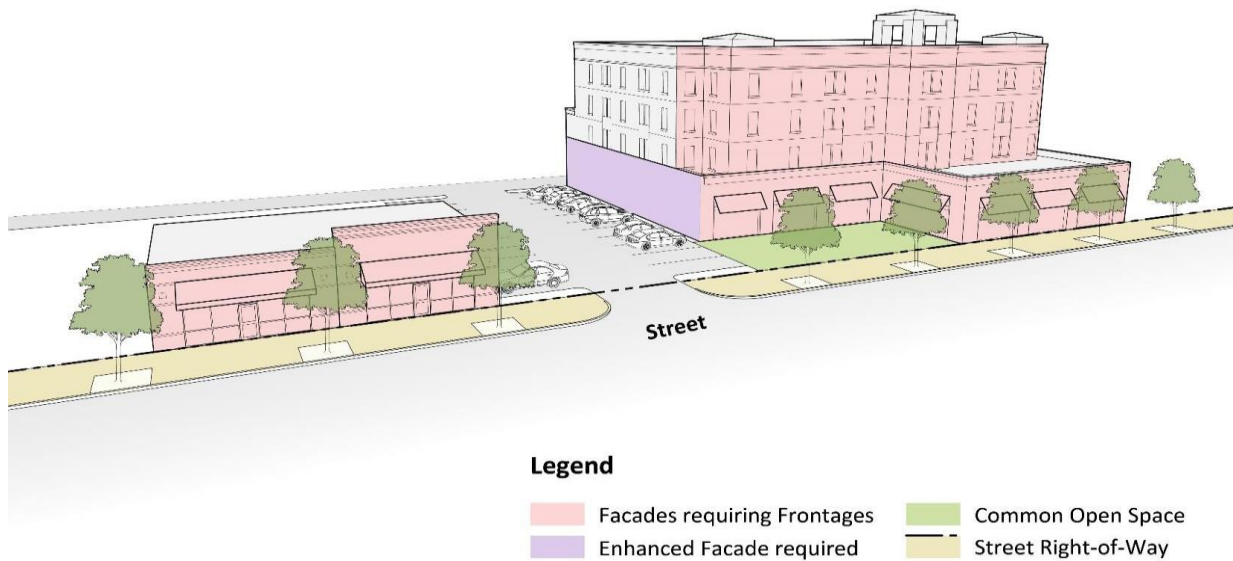 Street
Legend
Facades requiring Frontages
Common Open Space
Enhanced Facade required
Street Right-of-Way